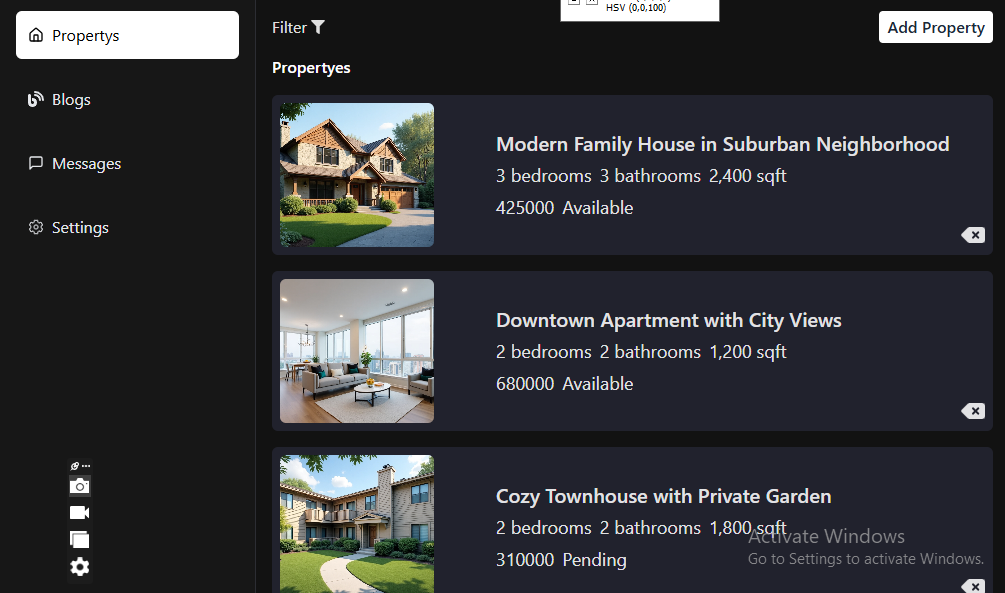 HSV (0,0,100)
Propertys
Filter
Add Property
Propertyes
Blogs
Messages
Settings
Modern Family House in Suburban Neighborhood
3 bedrooms 3 bathrooms 2,400 sqft
425000 Available
Downtown Apartment with City Views
2 bedrooms 2 bathrooms 1,200 sqft
680000 Available
Cozy Townhouse with Private Garden
2 bedrooms 2 bathrooms 1,800 sqft
310000 Pending
Activate Windows
Go to Settings to activate Windows.